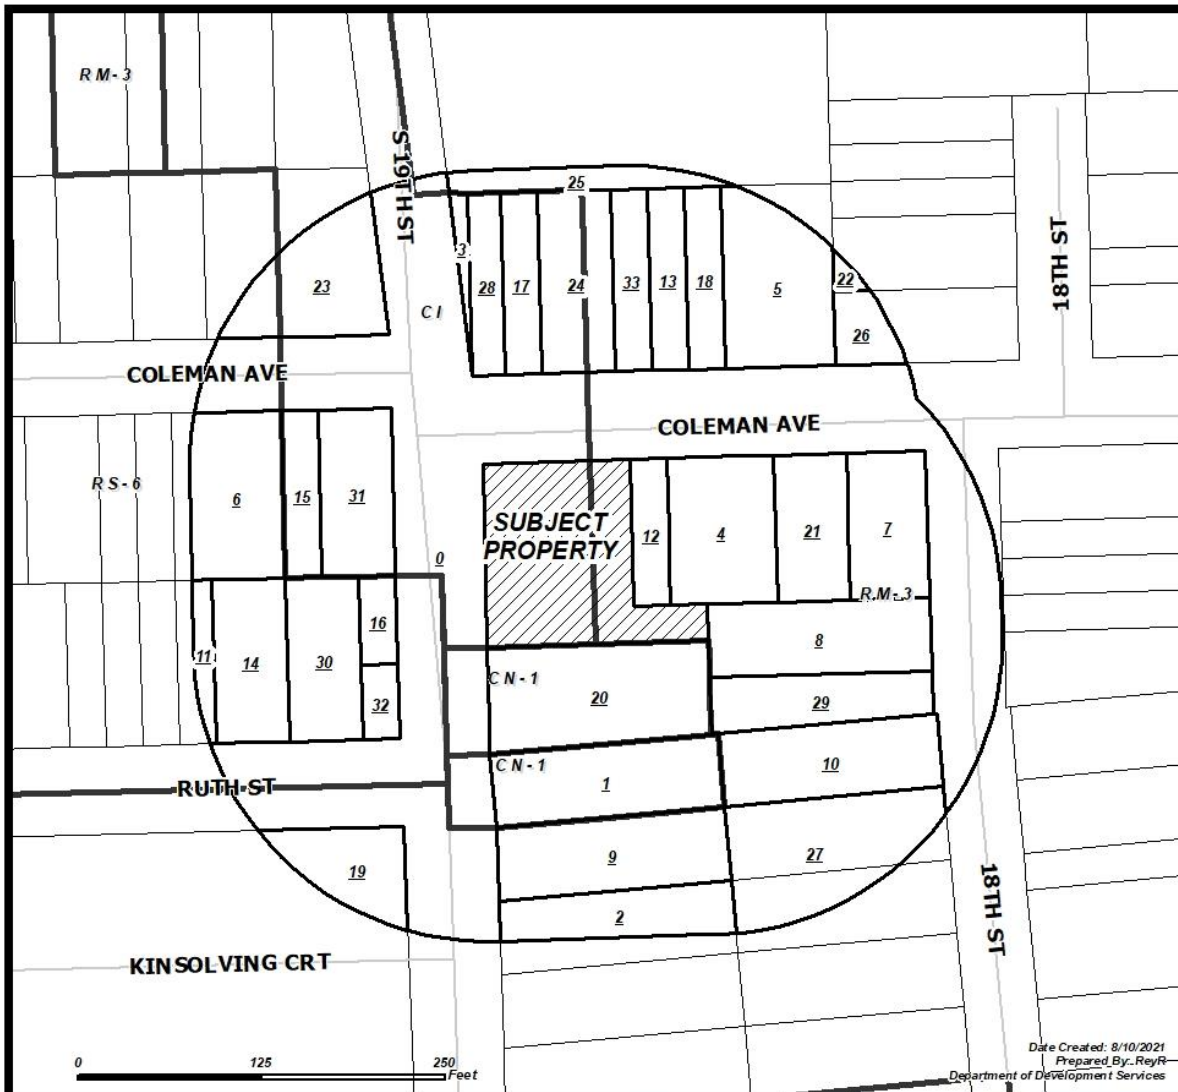 RM-3
S 19TH ST
25
3
28
17
24
33
13
18
5
22
26
23
CI
18TH ST
COLEMAN AVE
COLEMAN AVE
RS-6
6
15
31
0
SUBJECT
PROPERTY
12
4
21
7
RM-3
11
14
30
16
32
8
CN-1
20
29
CN-1
1
10
RUTH ST
19
9
27
2
18TH ST
KINSOLVING CRT
0 125 250
Feet
Date Created: 8/10/2021
Prepared By: ReyR
Department of Development Services